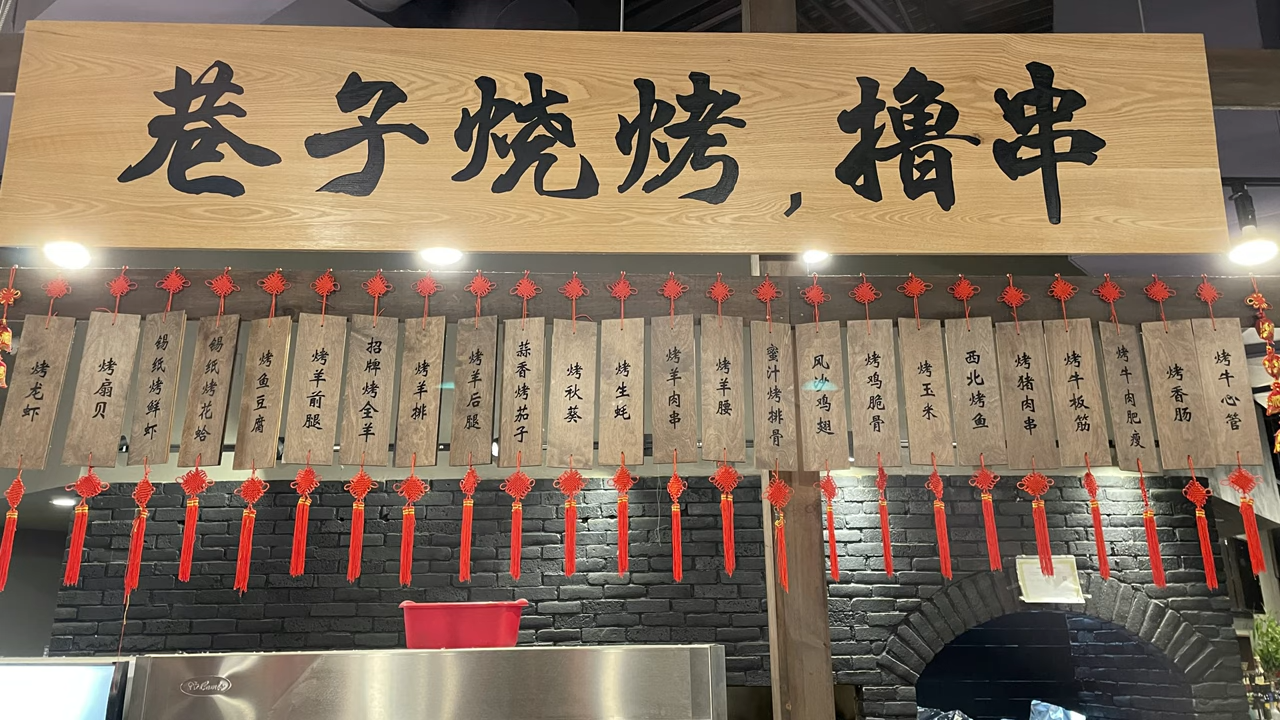 巷子燒烤,撸串
烤龙虾
烤扇贝
锡纸烤鲜虾
锡纸烤花蛤
烤鱼豆腐
烤羊前腿
招牌烤全羊
烤羊排
烤羊后腿
蒜香烤茄子
烤秋葵
烤生蚝
烤羊肉串
烤羊腰
蜜汁烤排骨
风沙鸡翅
烤鸡脆骨
烤玉米
西北烤鱼
烤猪肉串
烤牛板筋
烤牛肉肥瘦
烤香肠
烤牛心管